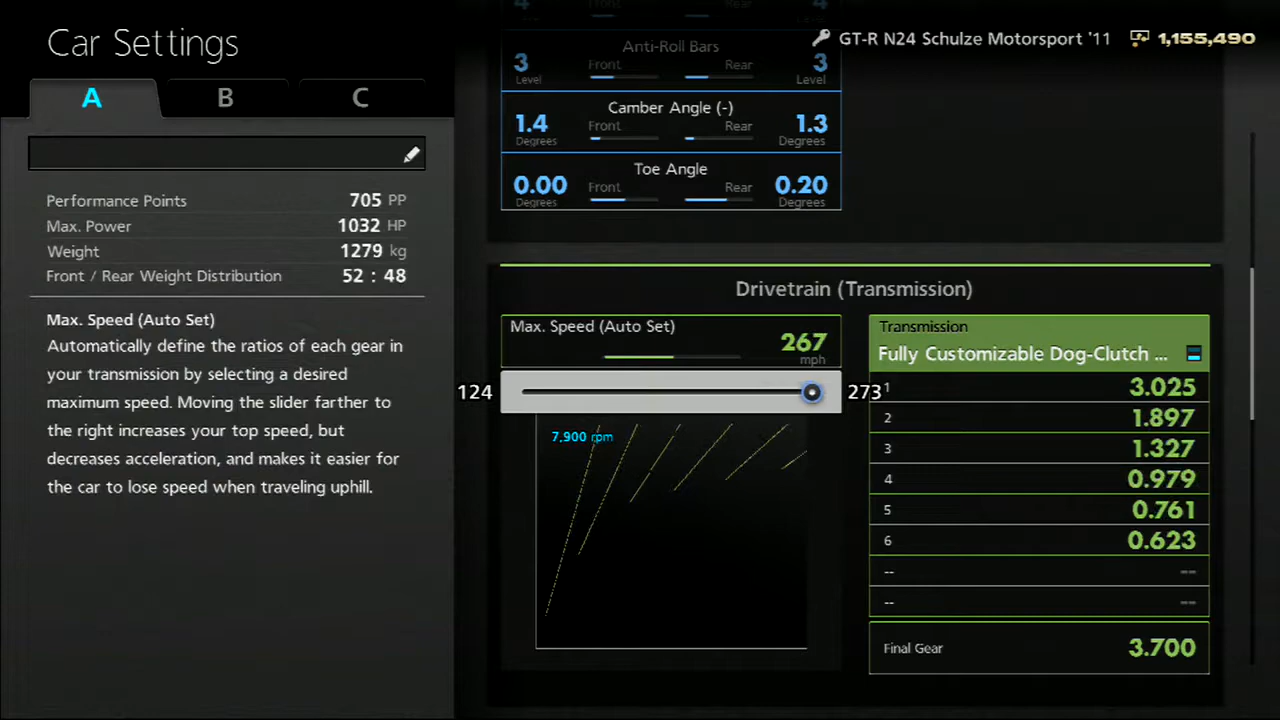 Car Settings
GT-R N24 Schulze Motorsport '11
1,155,490
A
B
C
Performance Points 705 PP
Max. Power 1032 HP
Weight 1279 kg
Front / Rear Weight Distribution 52 : 48
Max. Speed (Auto Set)
Automatically define the ratios of each gear in
your transmission by selecting a desired
maximum speed. Moving the slider farther to
the right increases your top speed, but
decreases acceleration, and makes it easier for
the car to lose speed when traveling uphill.
4 Front Rear 4
Anti-Roll Bars
3 Front Rear 3
Level Level
Camber Angle (-)
1.4 Front Rear 1.3
Degrees Degrees
Toe Angle
0.00 Front Rear 0.20
Degrees Degrees
Drivetrain (Transmission)
Max. Speed (Auto Set) 267
mph
124 273
7,900 rpm
Transmission
Fully Customizable Dog-Clutch ...
1 3.025
2 1.897
3 1.327
4 0.979
5 0.761
6 0.623
-- --
-- --
Final Gear 3.700